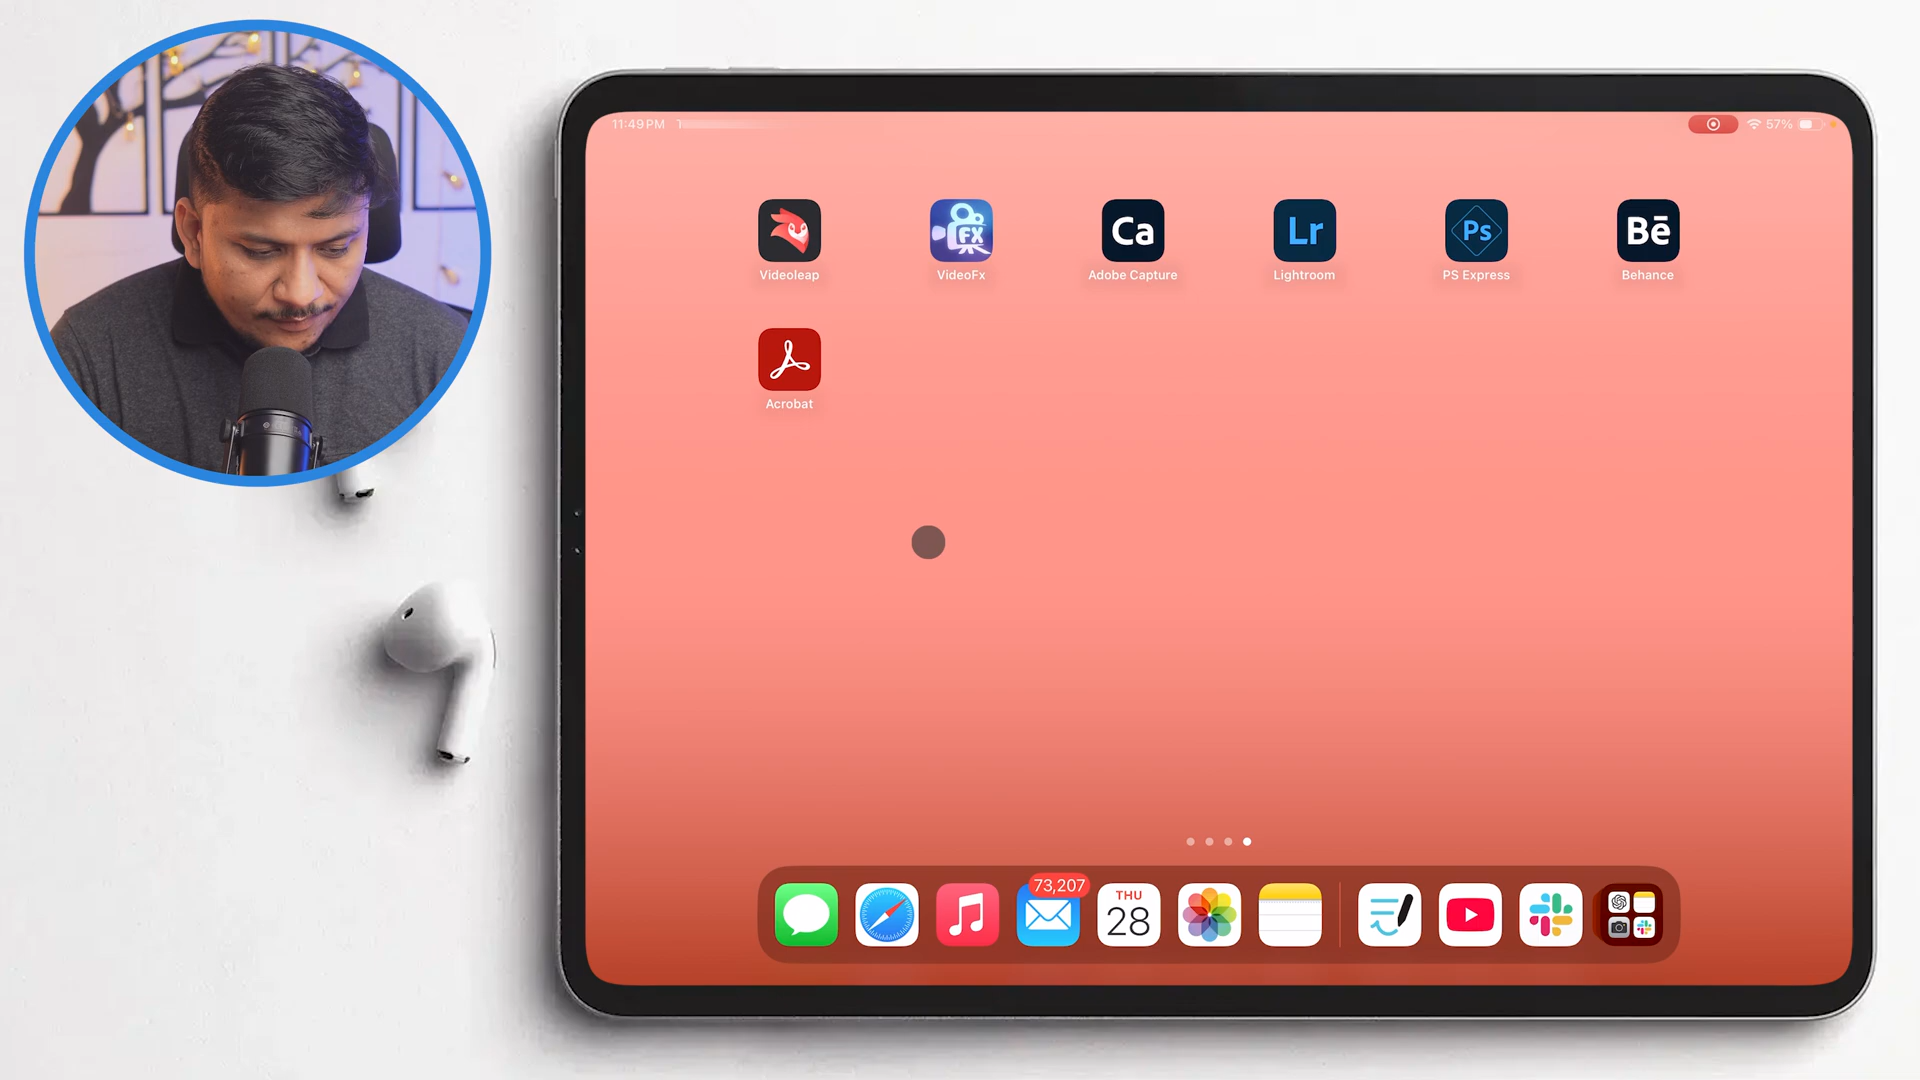 11:49 PM
57%
Ca
Lr
Ps
Bē
FX
Videoleap
VideoFx
Adobe Capture
Lightroom
PS Express
Behance
Acrobat
73,207
THU
28